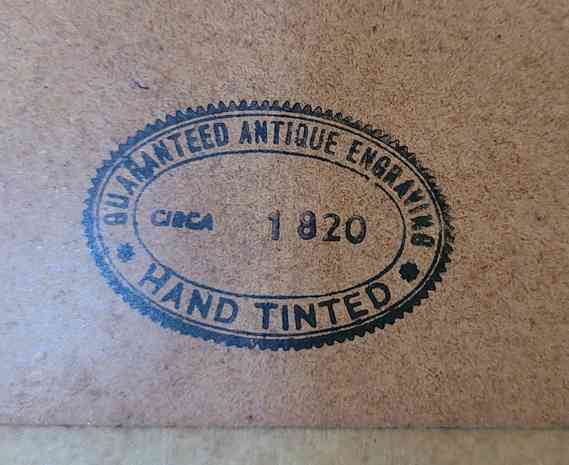 GUARANTEED ANTIQUE ENGRAVING
CIRCA 1820
HAND TINTED